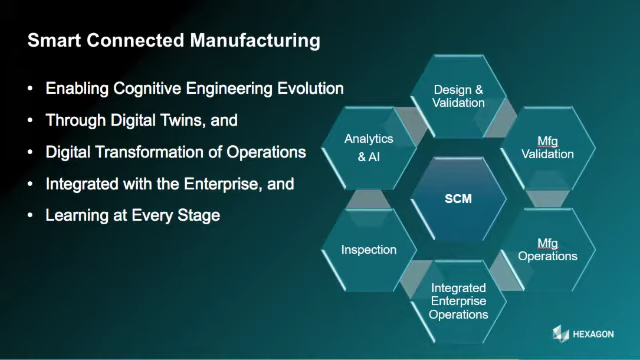 Smart Connected Manufacturing
• Enabling Cognitive Engineering Evolution
• Through Digital Twins, and
• Digital Transformation of Operations
• Integrated with the Enterprise, and
• Learning at Every Stage
Design &
Validation
Analytics
& AI
Mfg
Validation
SCM
Inspection
Mfg
Operations
Integrated
Enterprise
Operations
HEXAGON